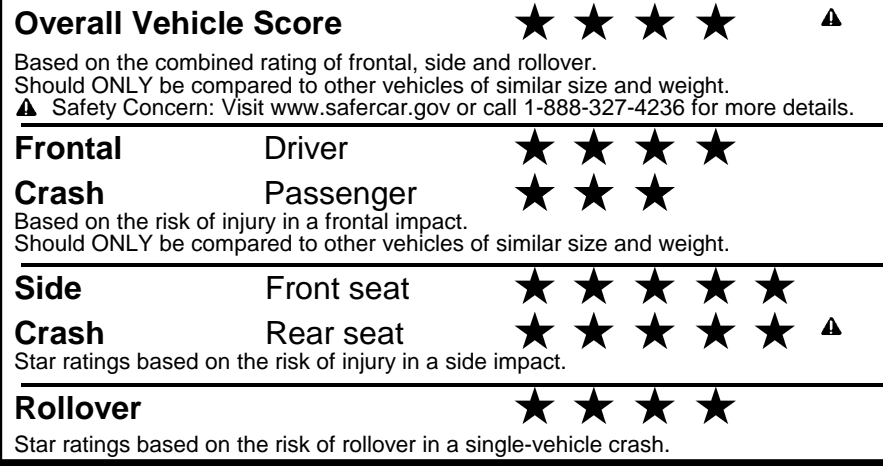 Overall Vehicle Score ★ ★ ★ ★ ⚠
Based on the combined rating of frontal, side and rollover.
Should ONLY be compared to other vehicles of similar size and weight.
⚠ Safety Concern: Visit www.safercar.gov or call 1-888-327-4236 for more details.
Frontal Driver ★ ★ ★ ★
Crash Passenger ★ ★ ★
Based on the risk of injury in a frontal impact.
Should ONLY be compared to other vehicles of similar size and weight.
Side Front seat ★ ★ ★ ★ ★
Crash Rear seat ★ ★ ★ ★ ★ ⚠
Star ratings based on the risk of injury in a side impact.
Rollover ★ ★ ★ ★
Star ratings based on the risk of rollover in a single-vehicle crash.